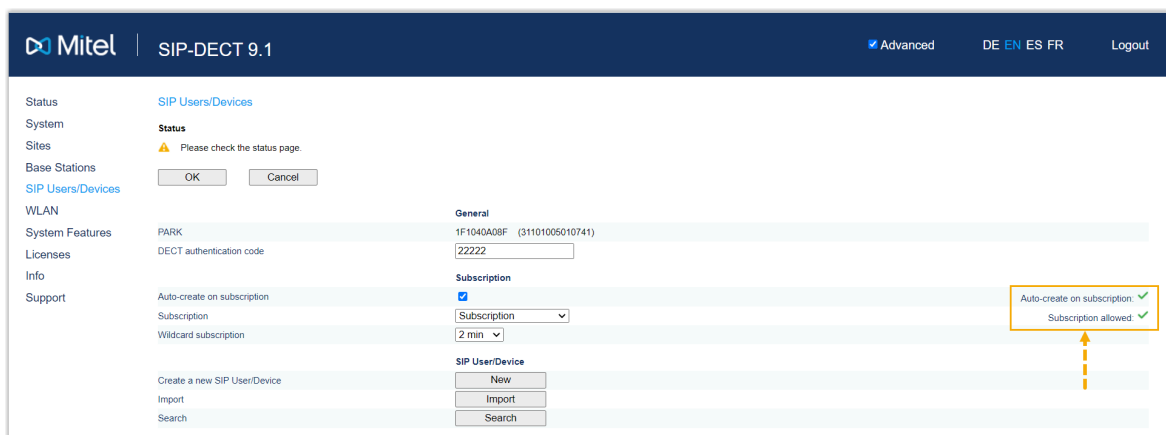 Mitel SIP-DECT 9.1 Advanced DE EN ES FR Logout
Status
System
Sites
Base Stations
SIP Users/Devices
WLAN
System Features
Licenses
Info
Support
SIP Users/Devices
Status
Please check the status page.
OK Cancel
General
PARK 1F1040A08F (31101005010741)
DECT authentication code 22222
Subscription
Auto-create on subscription
Subscription Subscription
Wildcard subscription 2 min
Auto-create on subscription:
Subscription allowed:
SIP User/Device
Create a new SIP User/Device New
Import Import
Search Search